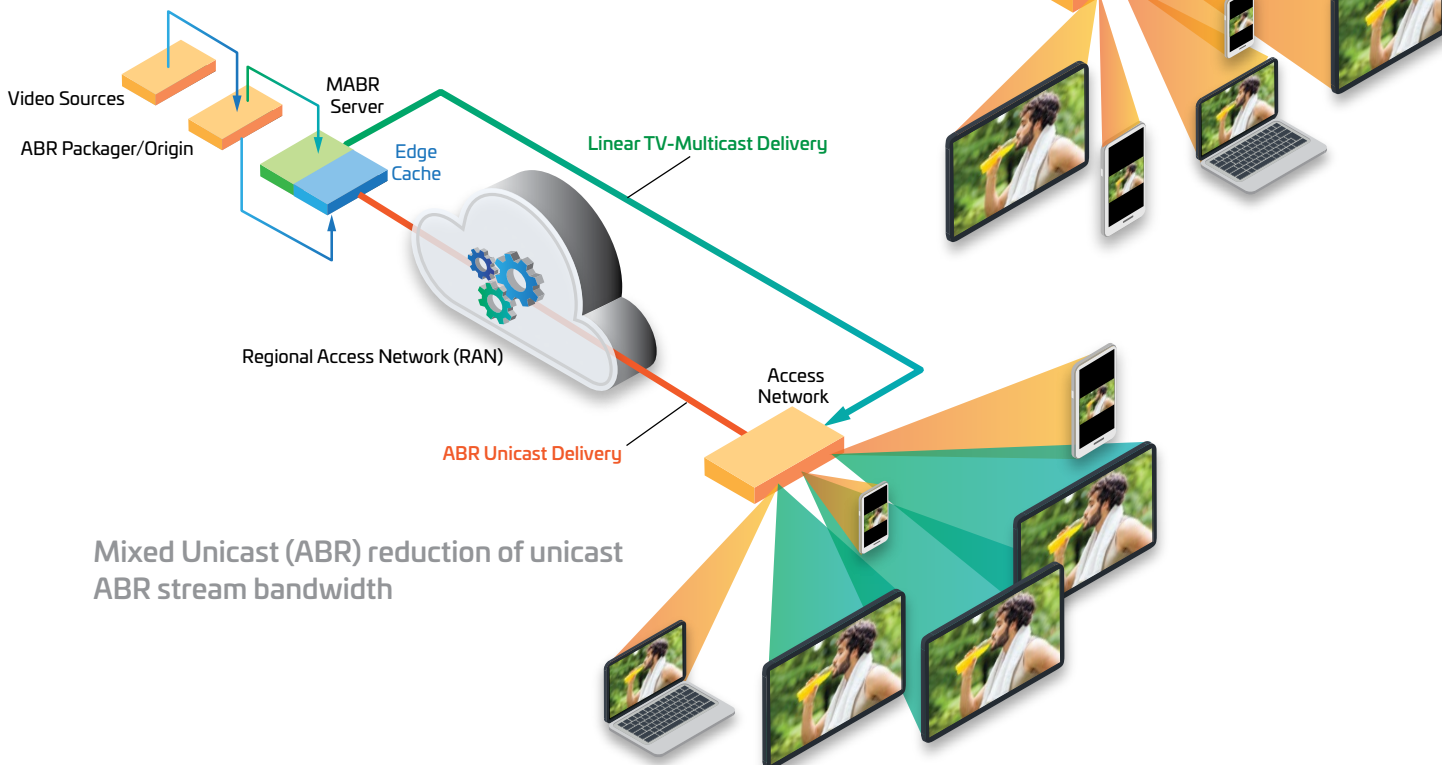 Video Sources
ABR Packager/Origin
MABR
Server
Edge
Cache
Linear TV-Multicast Delivery
Regional Access Network (RAN)
Access
Network
ABR Unicast Delivery
Mixed Unicast (ABR) reduction of unicast
ABR stream bandwidth